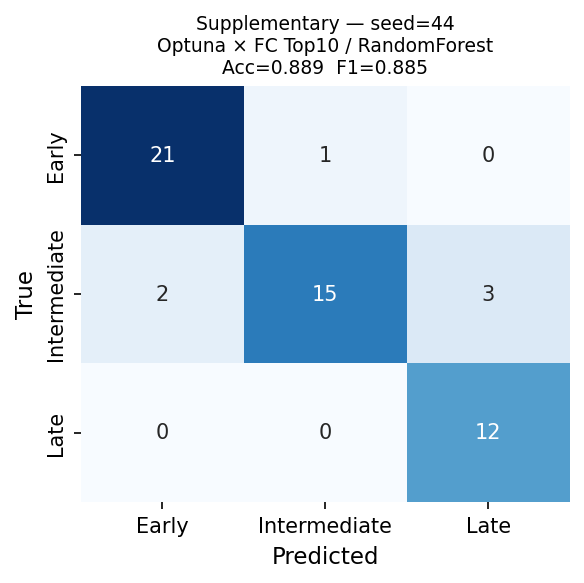 Supplementary — seed=44
Optuna × FC Top10 / RandomForest
Acc=0.889  F1=0.885
True
Early
21 1 0
Intermediate
2 15 3
Late
0 0 12
Early Intermediate Late
Predicted